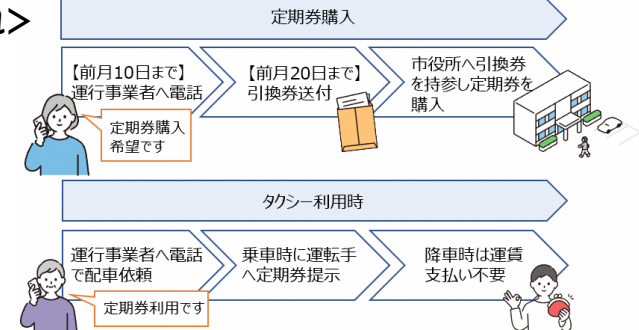 定期券購入
【前月10日まで】
運行事業者へ電話
【前月20日まで】
引換券送付
市役所へ引換券
を持参し定期券を
購入
定期券購入
希望です
タクシー利用時
運行事業者へ電話
で配車依頼
乗車時に運転手
へ定期券提示
降車時は運賃
支払い不要
定期券利用です